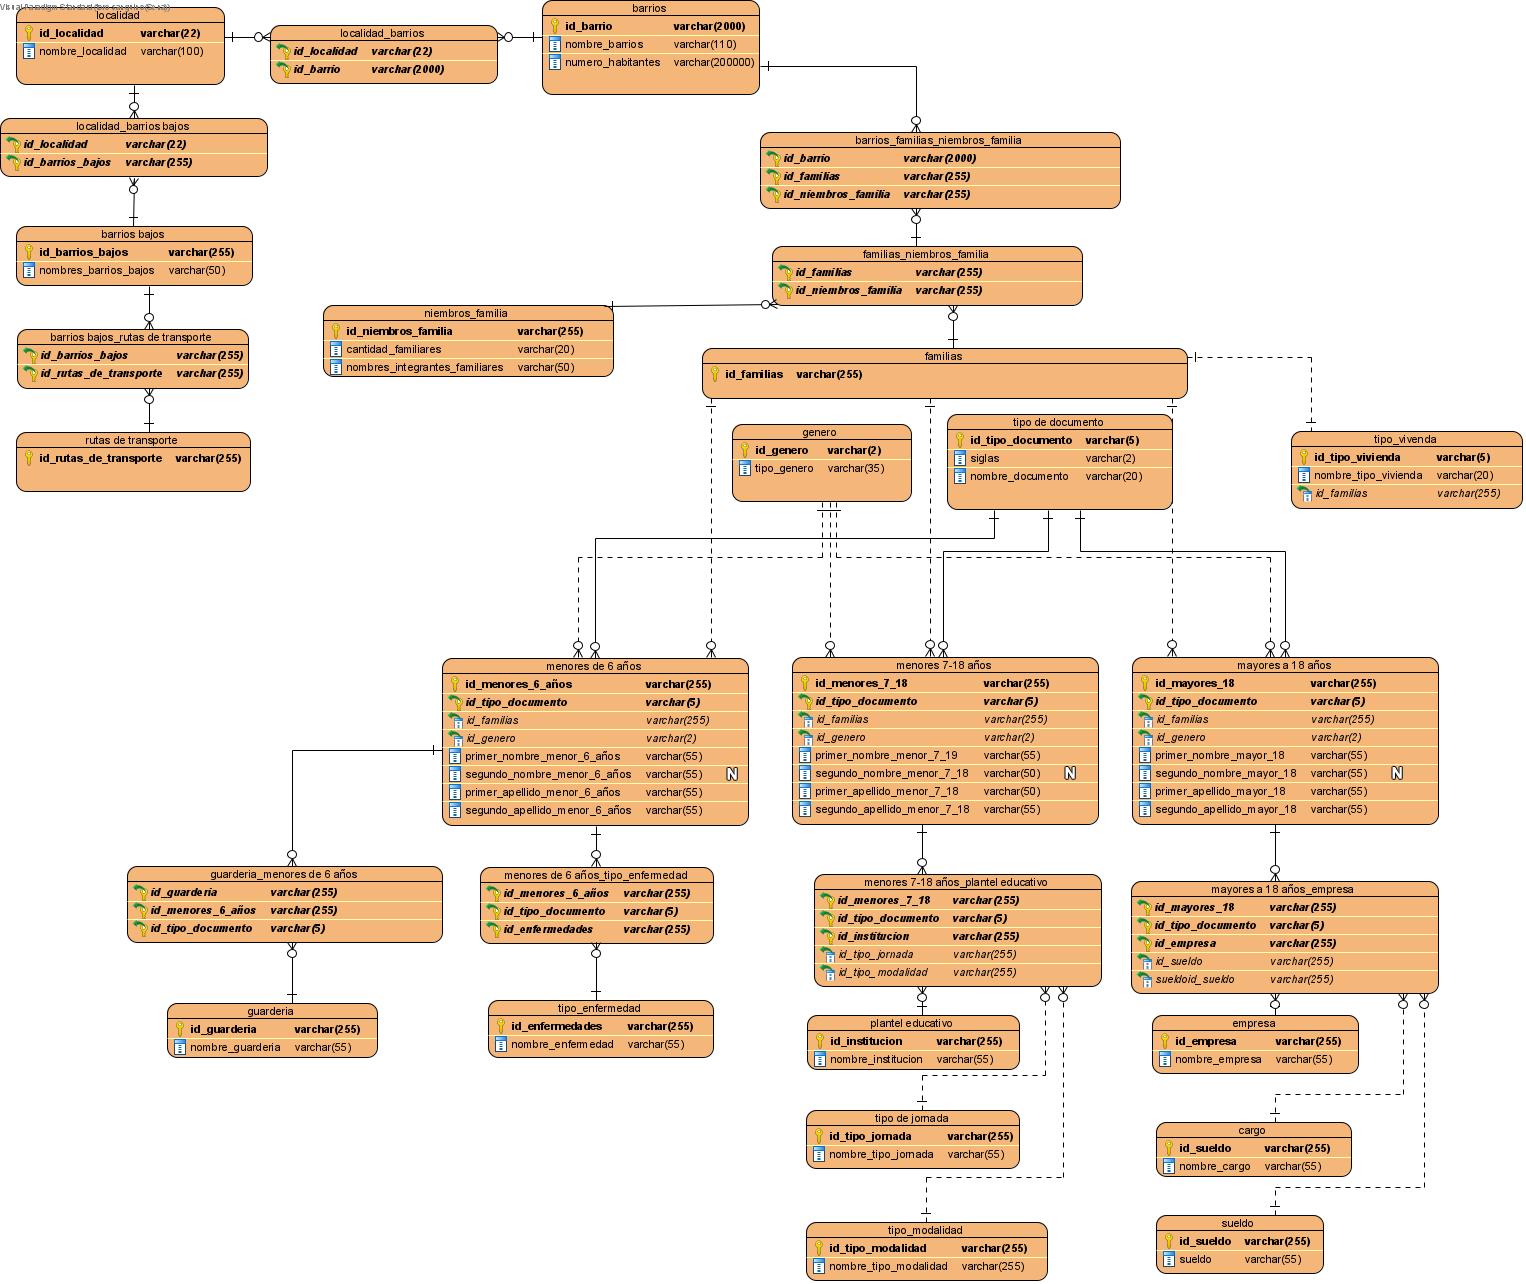 localidad
id_localidad varchar(22)
nombre_localidad varchar(100)
localidad_barrios
id_localidad varchar(22)
id_barrio varchar(2000)
barrios
id_barrio varchar(2000)
nombre_barrios varchar(110)
numero_habitantes varchar(200000)
localidad_barrios bajos
id_localidad varchar(22)
id_barrios_bajos varchar(255)
barrios_familias_niembros_familia
id_barrio varchar(2000)
id_familias varchar(255)
id_niembros_familia varchar(255)
barrios bajos
id_barrios_bajos varchar(255)
nombres_barrios_bajos varchar(50)
familias_niembros_familia
id_familias varchar(255)
id_niembros_familia varchar(255)
niembros_familia
id_niembros_familia varchar(255)
cantidad_familiares varchar(20)
nombres_integrantes_familiares varchar(50)
barrios bajos_rutas de transporte
id_barrios_bajos varchar(255)
id_rutas_de_transporte varchar(255)
familias
id_familias varchar(255)
rutas de transporte
id_rutas_de_transporte varchar(255)
genero
id_genero varchar(2)
tipo_genero varchar(35)
tipo de documento
id_tipo_documento varchar(5)
siglas varchar(2)
nombre_documento varchar(20)
tipo_vivenda
id_tipo_vivienda varchar(5)
nombre_tipo_vivienda varchar(20)
id_familias varchar(255)
menores de 6 años
id_menores_6_años varchar(255)
id_tipo_documento varchar(5)
id_familias varchar(255)
id_genero varchar(2)
primer_nombre_menor_6_años varchar(55)
segundo_nombre_menor_6_años varchar(55) N
primer_apellido_menor_6_años varchar(55)
segundo_apellido_menor_6_años varchar(55)
menores 7-18 años
id_menores_7_18 varchar(255)
id_tipo_documento varchar(5)
id_familias varchar(255)
id_genero varchar(2)
primer_nombre_menor_7_19 varchar(55)
segundo_nombre_menor_7_18 varchar(50) N
primer_apellido_menor_7_18 varchar(50)
segundo_apellido_menor_7_18 varchar(55)
mayores a 18 años
id_mayores_18 varchar(255)
id_tipo_documento varchar(5)
id_familias varchar(255)
id_genero varchar(2)
primer_nombre_mayor_18 varchar(55)
segundo_nombre_mayor_18 varchar(55) N
primer_apellido_mayor_18 varchar(55)
segundo_apellido_mayor_18 varchar(55)
guarderia_menores de 6 años
id_guarderia varchar(255)
id_menores_6_años varchar(255)
id_tipo_documento varchar(5)
menores de 6 años_tipo_enfermedad
id_menores_6_años varchar(255)
id_tipo_documento varchar(5)
id_enfermedades varchar(255)
menores 7-18 años_plantel educativo
id_menores_7_18 varchar(255)
id_tipo_documento varchar(5)
id_institucion varchar(255)
id_tipo_jornada varchar(255)
id_tipo_modalidad varchar(255)
mayores a 18 años_empresa
id_mayores_18 varchar(255)
id_tipo_documento varchar(5)
id_empresa varchar(255)
id_sueldo varchar(255)
sueldoid_sueldo varchar(255)
guarderia
id_guarderia varchar(255)
nombre_guarderia varchar(55)
tipo_enfermedad
id_enfermedades varchar(255)
nombre_enfermedad varchar(55)
plantel educativo
id_institucion varchar(255)
nombre_institucion varchar(55)
empresa
id_empresa varchar(255)
nombre_empresa varchar(55)
tipo de jornada
id_tipo_jornada varchar(255)
nombre_tipo_jornada varchar(55)
cargo
id_sueldo varchar(255)
nombre_cargo varchar(55)
tipo_modalidad
id_tipo_modalidad varchar(255)
nombre_tipo_modalidad varchar(255)
sueldo
id_sueldo varchar(255)
sueldo varchar(55)